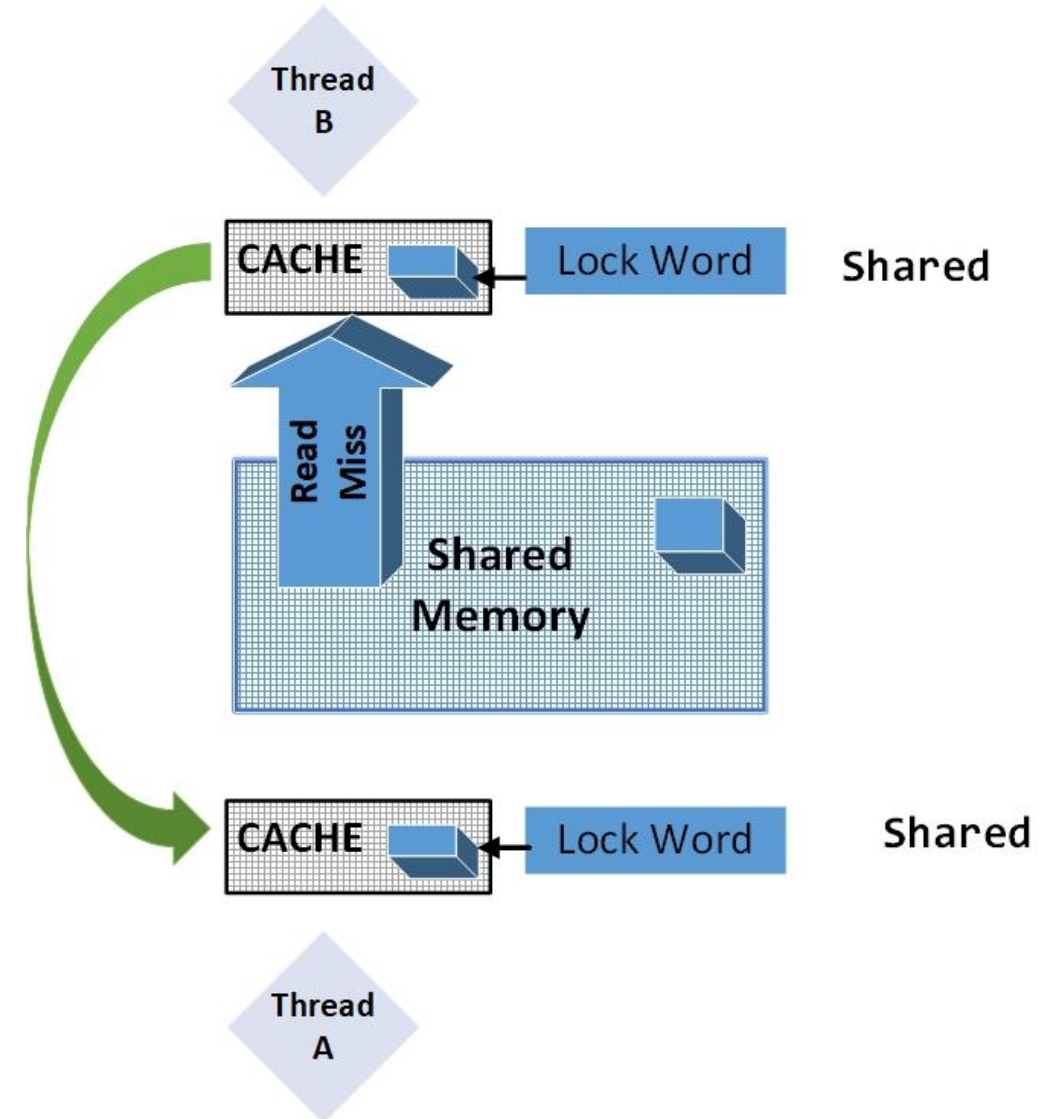 Thread
B
CACHE
Lock Word
Shared
Read
Miss
Shared
Memory
CACHE
Lock Word
Shared
Thread
A